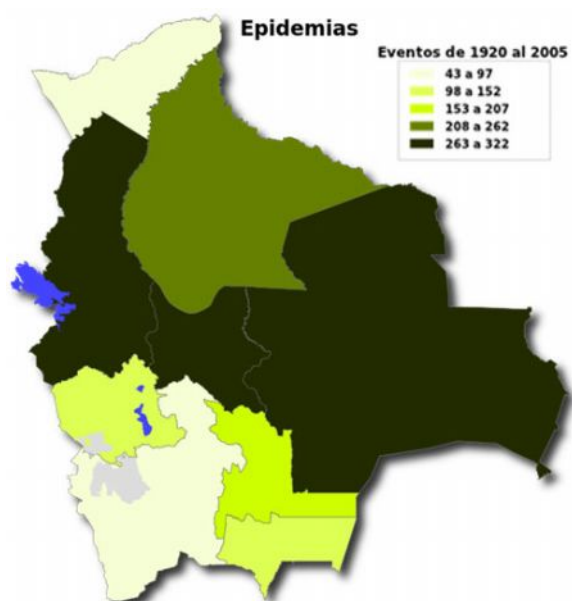 Epidemias
Eventos de 1920 al 2005
43 a 97
98 a 152
153 a 207
208 a 262
263 a 322